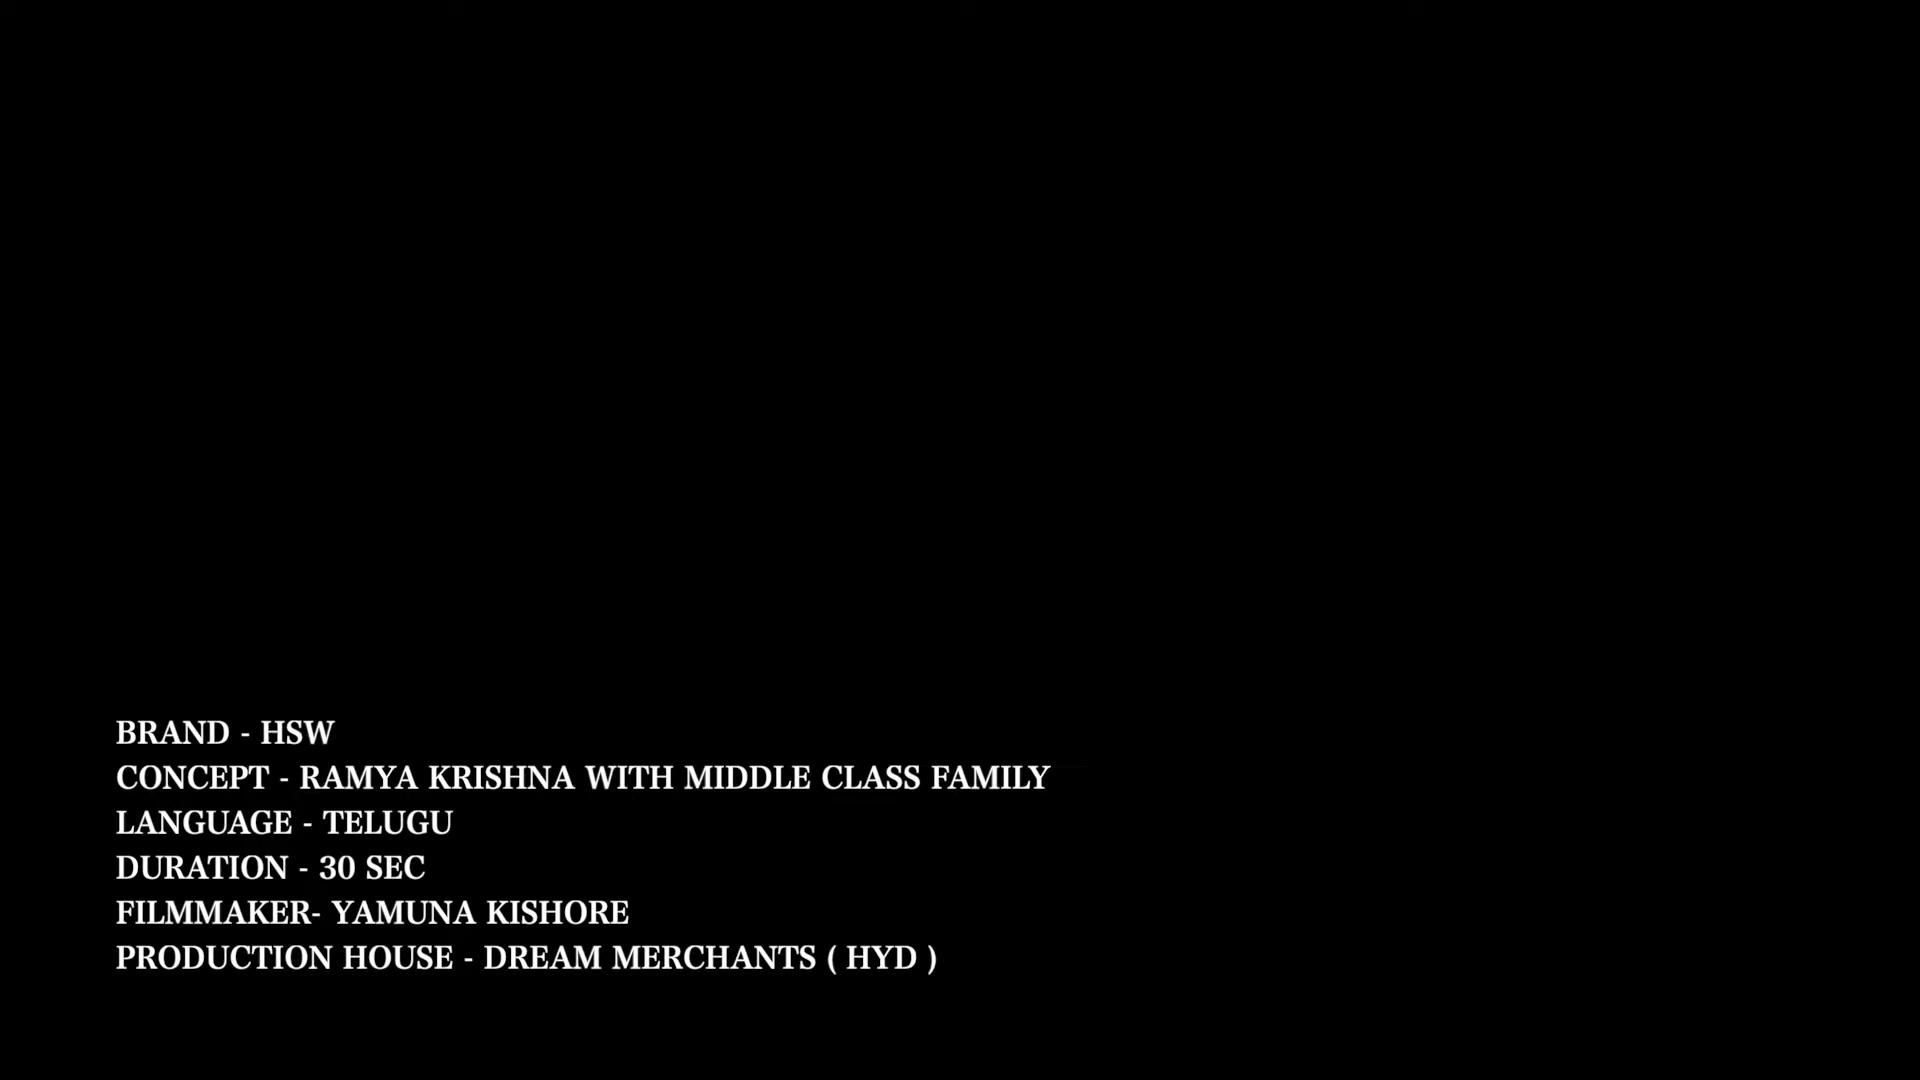 BRAND - HSW
CONCEPT - RAMYA KRISHNA WITH MIDDLE CLASS FAMILY
LANGUAGE - TELUGU
DURATION - 30 SEC
FILMMAKER- YAMUNA KISHORE
PRODUCTION HOUSE - DREAM MERCHANTS ( HYD )